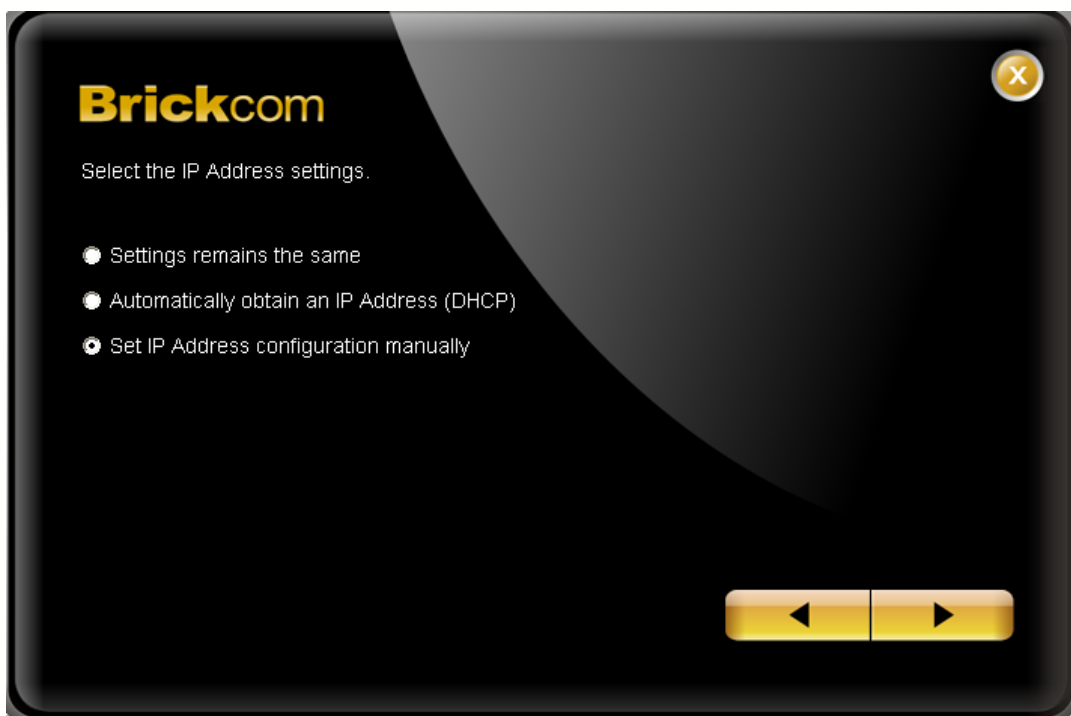 Brickcom
X
Select the IP Address settings.
Settings remains the same
Automatically obtain an IP Address (DHCP)
Set IP Address configuration manually